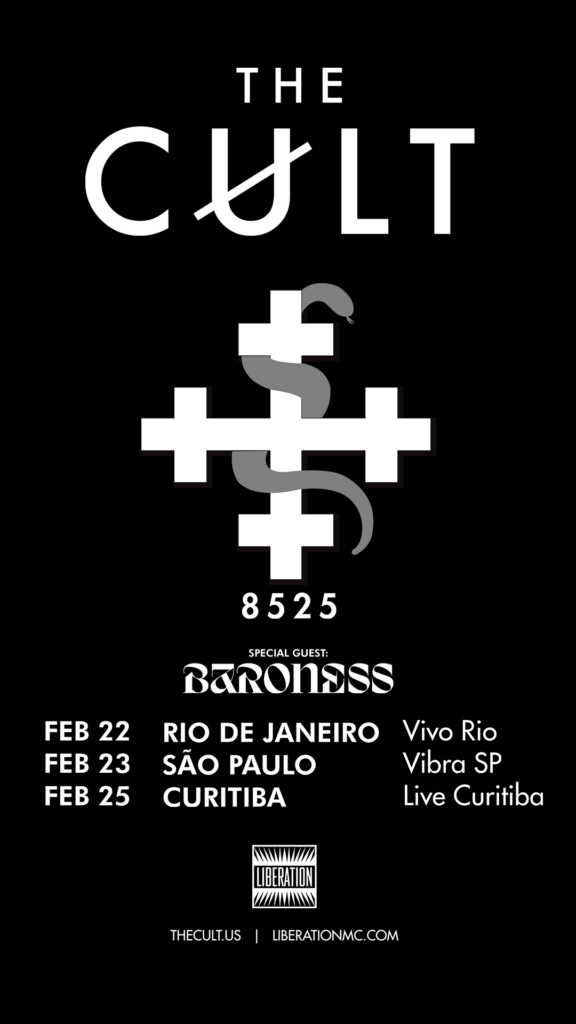 THE
CULT
8525
SPECIAL GUEST:
BARONESS
FEB 22 RIO DE JANEIRO Vivo Rio
FEB 23 SÃO PAULO Vibra SP
FEB 25 CURITIBA Live Curitiba
LIBERATION
THECULT.US | LIBERATIONMC.COM